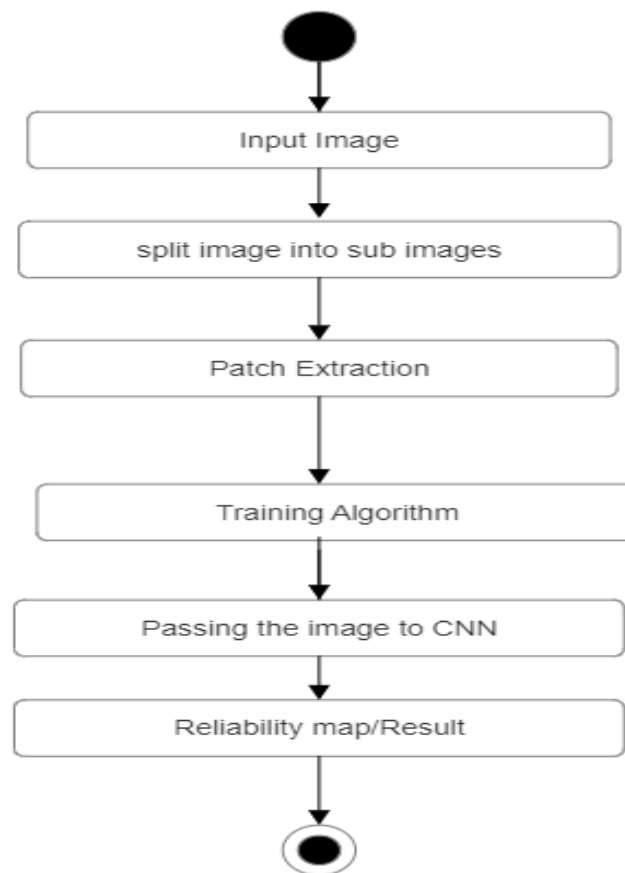 Input Image
split image into sub images
Patch Extraction
Training Algorithm
Passing the image to CNN
Reliability map/Result